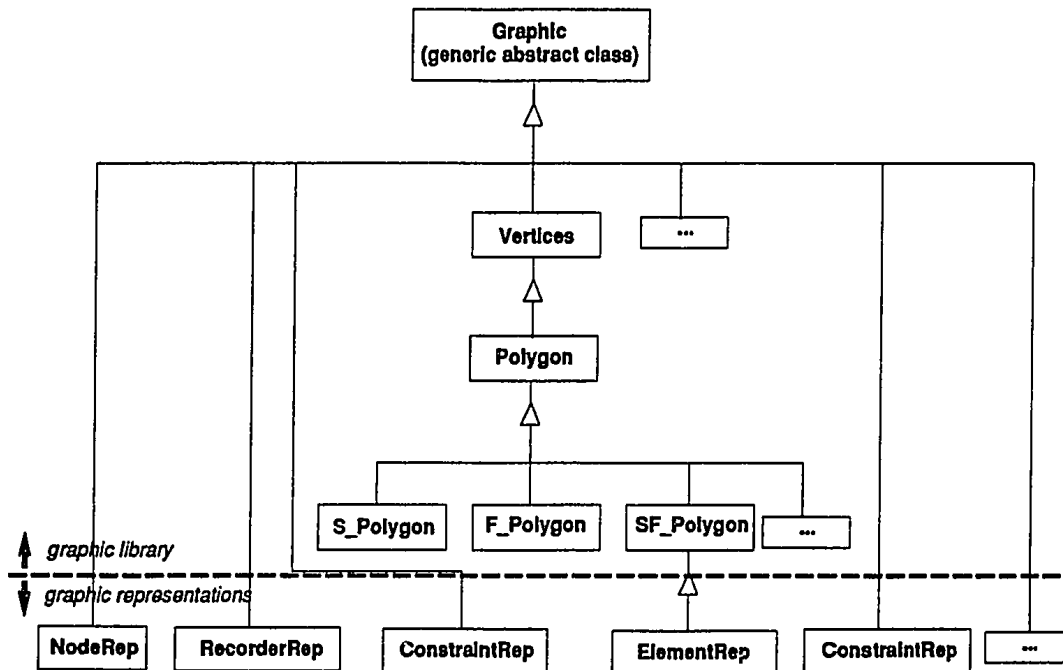 Graphic
(generic abstract class)
Vertices
...
Polygon
S_Polygon
F_Polygon
SF_Polygon
...
graphic library
graphic representations
NodeRep
RecorderRep
ConstraintRep
ElementRep
ConstraintRep
...